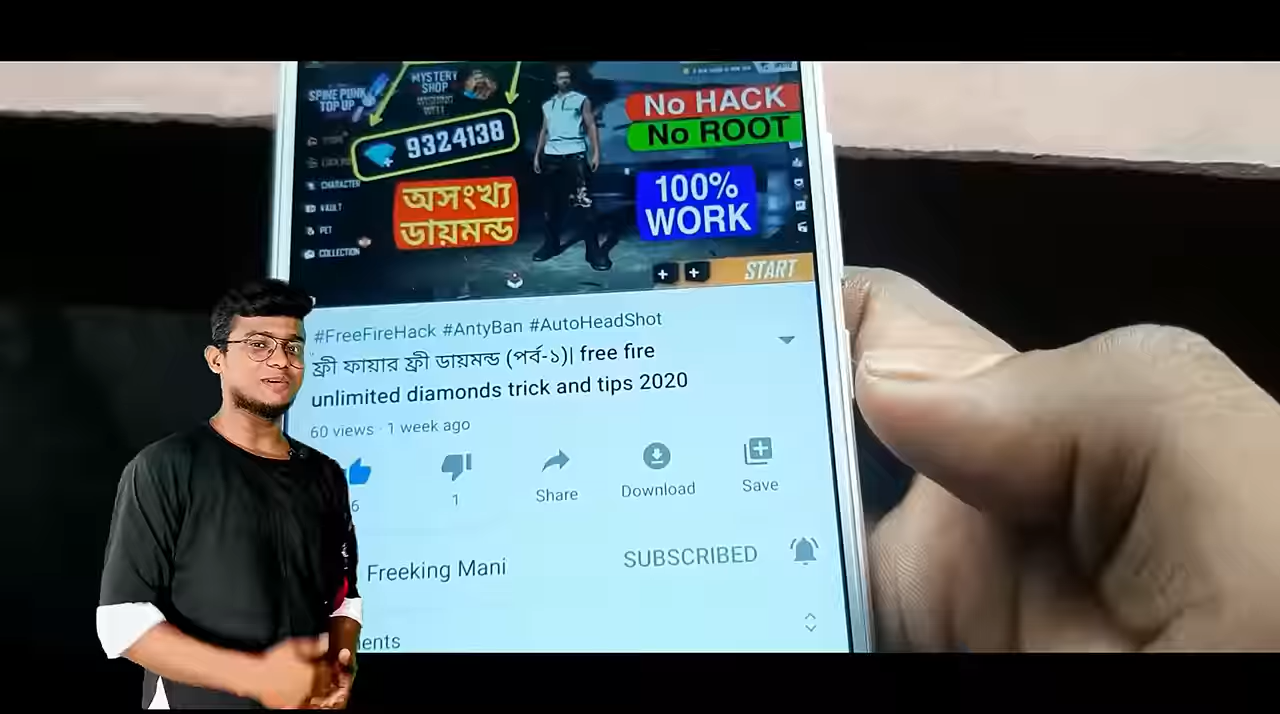 SPINE PUNK
TOP UP
MYSTERY
SHOP
9324138
No HACK
No ROOT
CHARACTER
VAULT
PET
COLLECTION
অসংখ্য
ডায়মন্ড
100%
WORK
START
#FreeFireHack #AntyBan #AutoHeadShot
ফ্রী ফায়ার ফ্রী ডায়মন্ড (পর্ব-১)| free fire
unlimited diamonds trick and tips 2020
60 views · 1 week ago
6
1
Share
Download
Save
Freeking Mani
SUBSCRIBED
ents